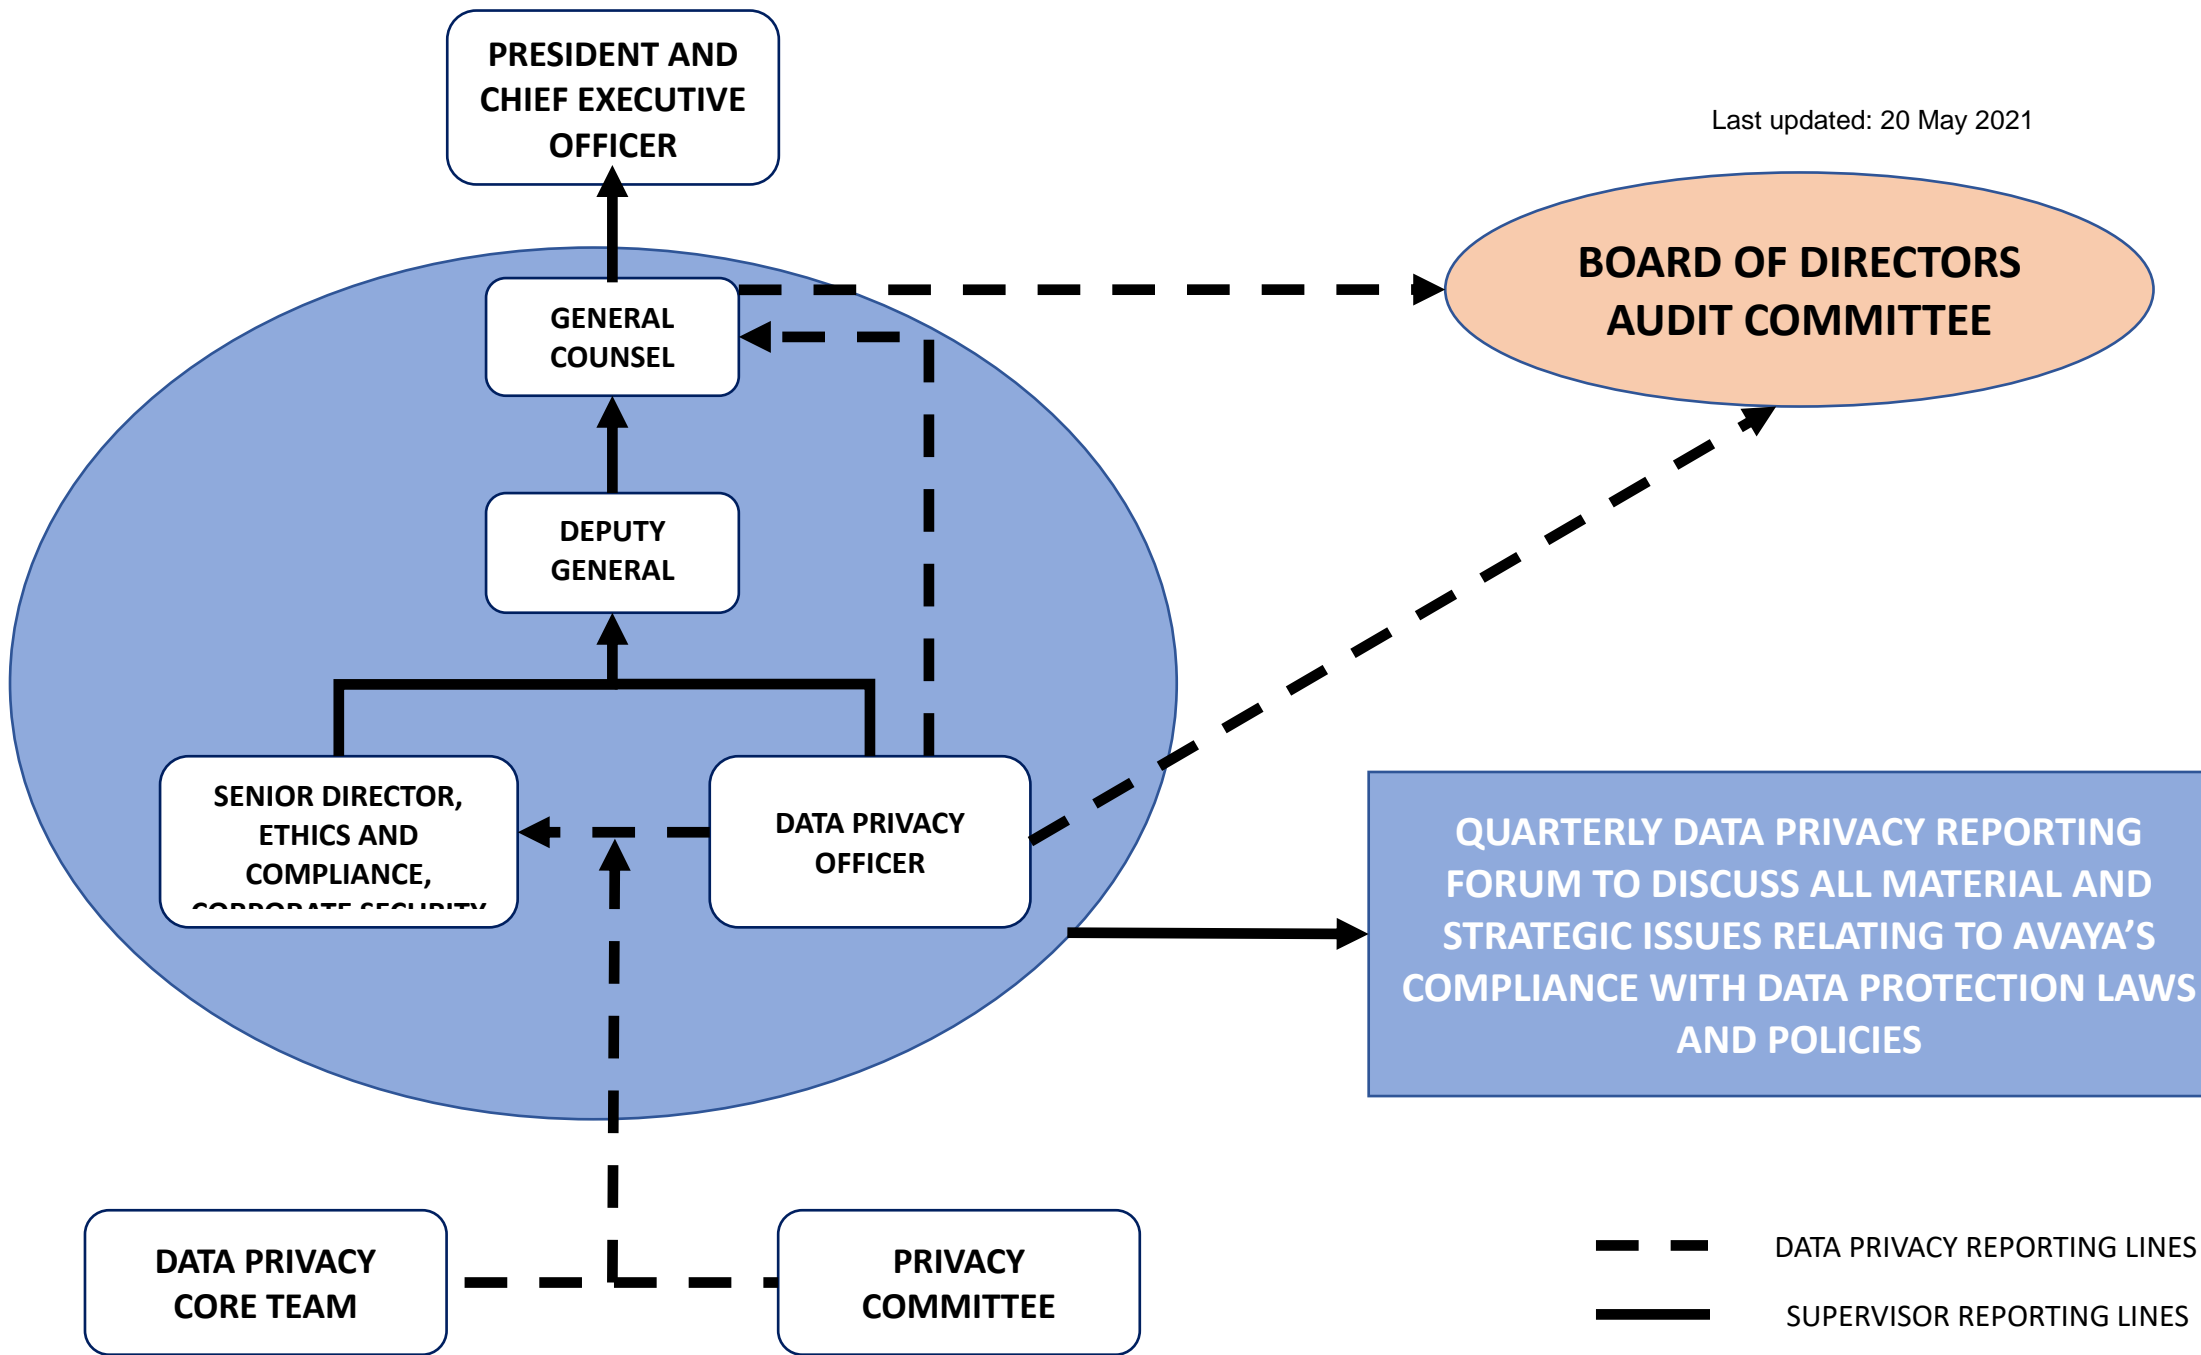 PRESIDENT AND
CHIEF EXECUTIVE
OFFICER
Last updated: 20 May 2021
BOARD OF DIRECTORS
AUDIT COMMITTEE
GENERAL
COUNSEL
DEPUTY
GENERAL
SENIOR DIRECTOR,
ETHICS AND
COMPLIANCE,
CORPORATE SECURITY
DATA PRIVACY
OFFICER
QUARTERLY DATA PRIVACY REPORTING
FORUM TO DISCUSS ALL MATERIAL AND
STRATEGIC ISSUES RELATING TO AVAYA’S
COMPLIANCE WITH DATA PROTECTION LAWS
AND POLICIES
DATA PRIVACY
CORE TEAM
PRIVACY
COMMITTEE
DATA PRIVACY REPORTING LINES
SUPERVISOR REPORTING LINES